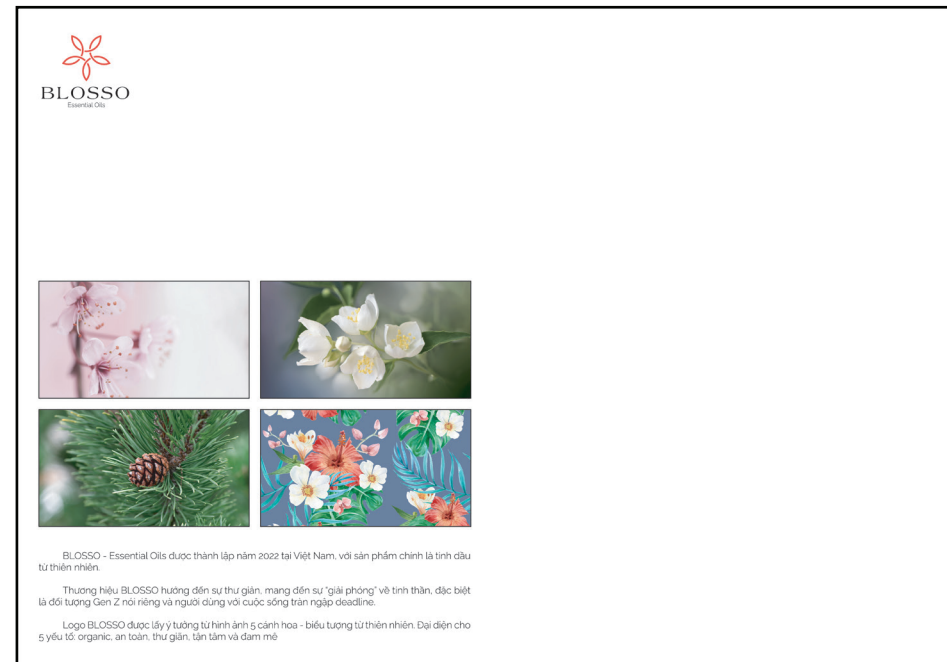 BLOSSO
Essential Oils
BLOSSO - Essential Oils được thành lập năm 2022 tại Việt Nam, với sản phẩm chính là tinh dầu
từ thiên nhiên.
Thương hiệu BLOSSO hướng đến sự thư giãn, mang đến sự "giải phóng" về tinh thần, đặc biệt
là đối tượng Gen Z nói riêng và người dùng với cuộc sống tràn ngập deadline.
Logo BLOSSO được lấy ý tưởng từ hình ảnh 5 cánh hoa - biểu tượng từ thiên nhiên. Đại diện cho
5 yếu tố: organic, an toàn, thư giãn, tận tâm và đam mê